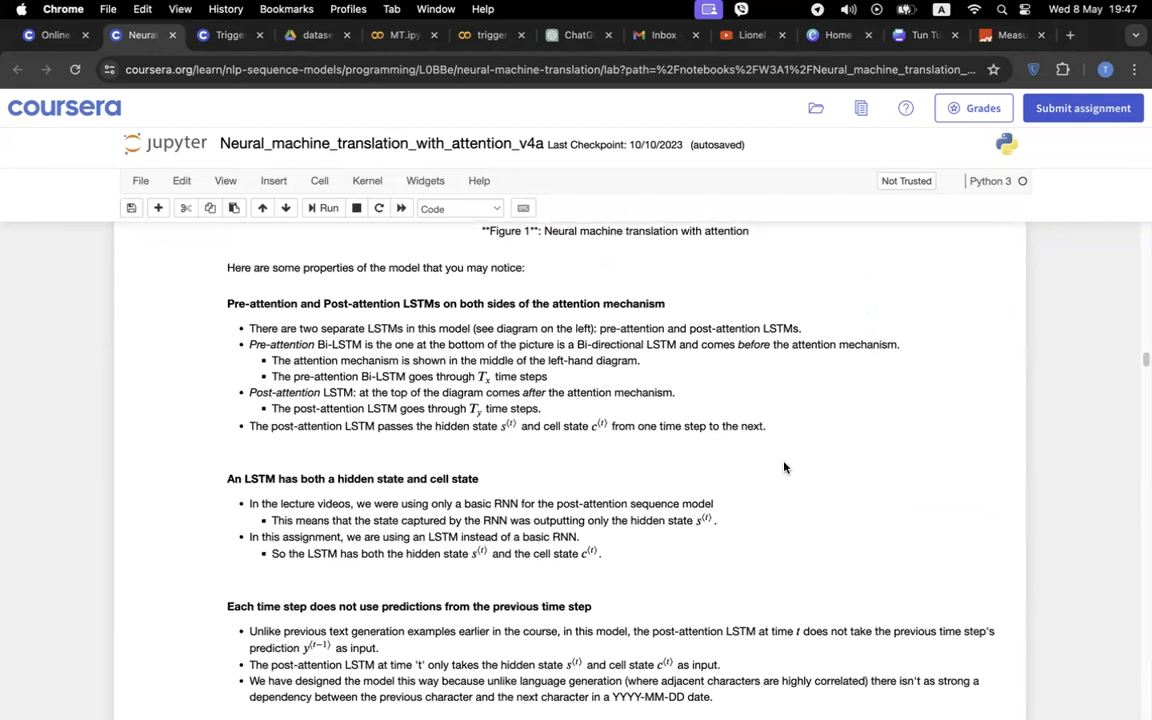 Chrome File Edit View History Bookmarks Profiles Tab Window Help A Wed 8 May 19:47
Online Neural Trigge datase MT.ipy trigger ChatG Inbox Lionel Home Tun Tu Measu
coursera.org/learn/nlp-sequence-models/programming/L0BBe/neural-machine-translation/lab?path=%2Fnotebooks%2FW3A1%2FNeural_machine_translation_... T
coursera Grades Submit assignment
jupyter Neural_machine_translation_with_attention_v4a Last Checkpoint: 10/10/2023 (autosaved)
File Edit View Insert Cell Kernel Widgets Help Not Trusted Python 3
Run Code
**Figure 1**: Neural machine translation with attention
Here are some properties of the model that you may notice:
Pre-attention and Post-attention LSTMs on both sides of the attention mechanism
• There are two separate LSTMs in this model (see diagram on the left): pre-attention and post-attention LSTMs.
• Pre-attention Bi-LSTM is the one at the bottom of the picture is a Bi-directional LSTM and comes before the attention mechanism.
▪ The attention mechanism is shown in the middle of the left-hand diagram.
▪ The pre-attention Bi-LSTM goes through Tₓ time steps
• Post-attention LSTM: at the top of the diagram comes after the attention mechanism.
▪ The post-attention LSTM goes through T_y time steps.
• The post-attention LSTM passes the hidden state s⟨t⟩ and cell state c⟨t⟩ from one time step to the next.
An LSTM has both a hidden state and cell state
• In the lecture videos, we were using only a basic RNN for the post-attention sequence model
▪ This means that the state captured by the RNN was outputting only the hidden state s⟨t⟩.
• In this assignment, we are using an LSTM instead of a basic RNN.
▪ So the LSTM has both the hidden state s⟨t⟩ and the cell state c⟨t⟩.
Each time step does not use predictions from the previous time step
• Unlike previous text generation examples earlier in the course, in this model, the post-attention LSTM at time t does not take the previous time step's
prediction y⟨t−1⟩ as input.
• The post-attention LSTM at time 't' only takes the hidden state s⟨t⟩ and cell state c⟨t⟩ as input.
• We have designed the model this way because unlike language generation (where adjacent characters are highly correlated) there isn't as strong a
dependency between the previous character and the next character in a YYYY-MM-DD date.